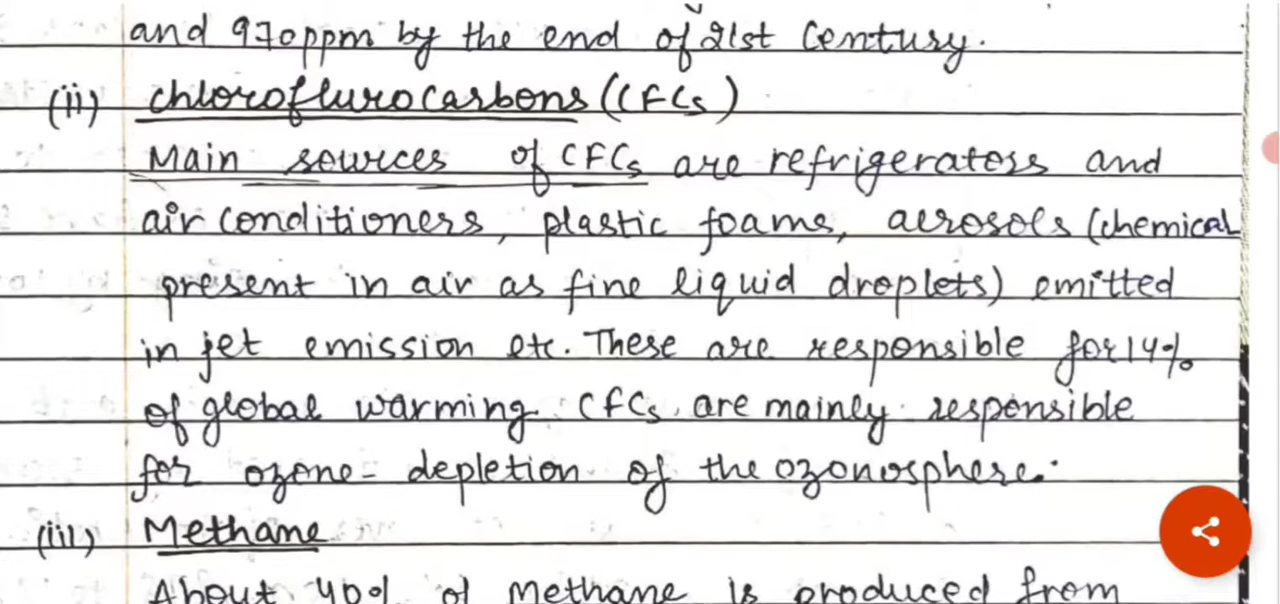 and 970ppm by the end of 21st Century.
(ii) chloroflurocarbons (CFCs)
Main sources of CFCs are refrigerators and
air conditioners, plastic foams, aerosols (chemical
present in air as fine liquid droplets) emitted
in jet emission etc. These are responsible for 14%
of global warming. CFCs are mainly responsible
for ozone-depletion of the ozonosphere.
(iii) Methane
About 40% of Methane is produced from